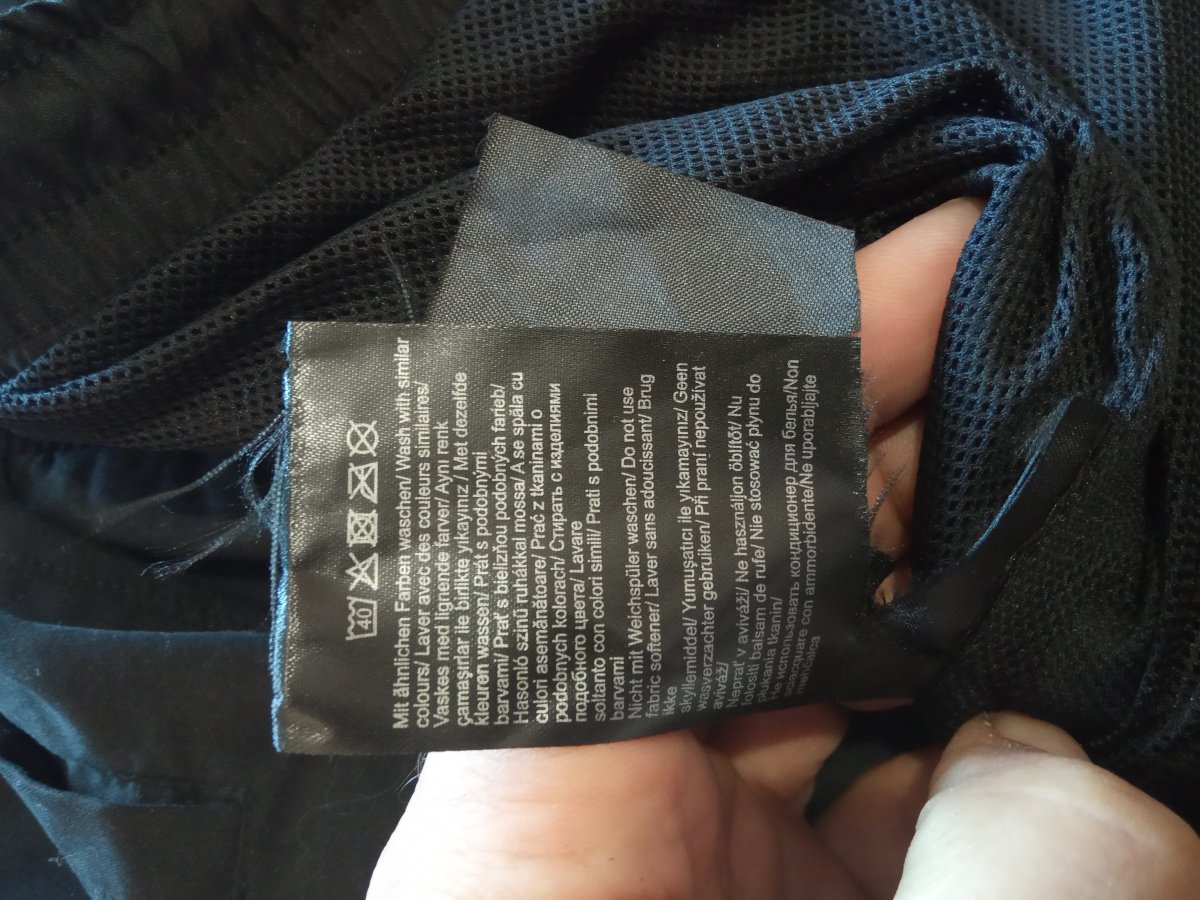 40
Mit ähnlichen Farben waschen/ Wash with similar
colours/ Laver avec des couleurs similaires/
Vaskes med lignende farver/ Aynı renk
çamaşırlar ile birlikte yıkayınız/ Met dezelfde
kleuren wassen/ Prát s podobnými
barvami/ Prať s bielizňou podobných farieb/
Hasonló színű ruhákkal mossa/ A se spăla cu
culori asemănătoare/ Prać z tkaninami o
podobnych kolorach/ Стирать с изделиями
подобного цвета/ Lavare
soltanto con colori simili/ Prati s podobnimi
barvami
Nicht mit Weichspüler waschen/ Do not use
fabric softener/ Laver sans adoucissant/ Brug
ikke
skyllemiddel/ Yumuşatıcı ile yıkamayınız/ Geen
wasverzachter gebruiken/ Při praní nepoužívat
aviváž/
Neprať v aviváži/ Ne használjon öblítőt/ Nu
folosiți balsam de rufe/ Nie stosować płynu do
płukania tkanin/
Не использовать кондиционер для белья/Non
risciacquare con ammorbidente/Ne uporabljajte
mehčalca